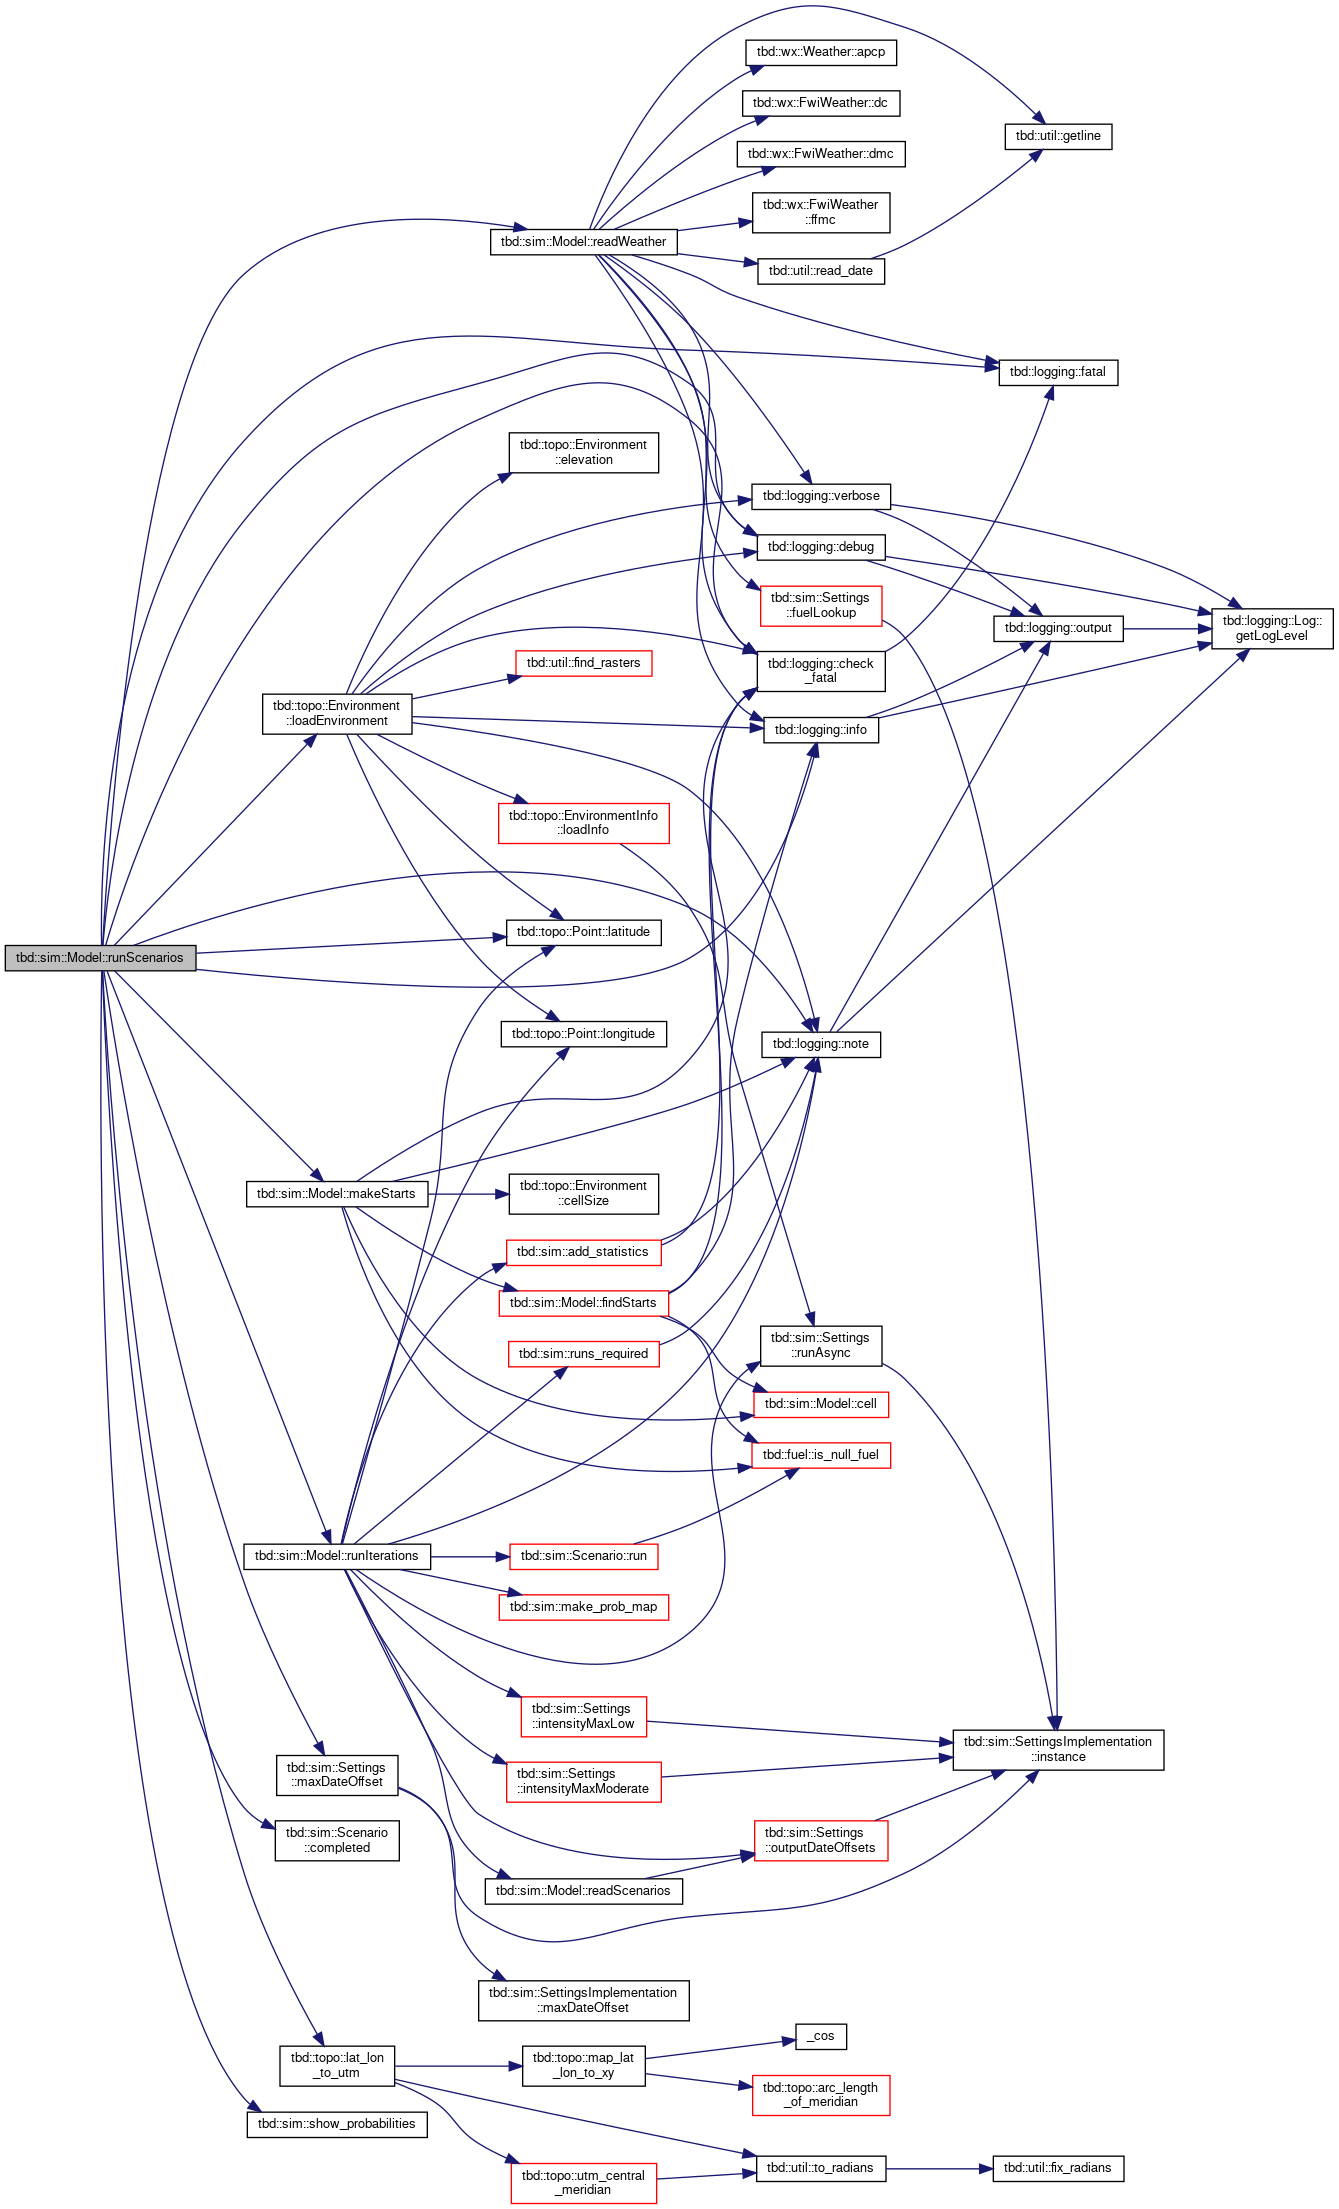 tbd::wx::Weather::apcp
tbd::wx::FwiWeather::dc
tbd::util::getline
tbd::wx::FwiWeather::dmc
tbd::wx::FwiWeather
::ffmc
tbd::sim::Model::readWeather
tbd::util::read_date
tbd::logging::fatal
tbd::topo::Environment
::elevation
tbd::logging::verbose
tbd::logging::debug
tbd::sim::Settings
::fuelLookup
tbd::logging::output
tbd::logging::Log::
getLogLevel
tbd::util::find_rasters
tbd::logging::check
_fatal
tbd::topo::Environment
::loadEnvironment
tbd::logging::info
tbd::topo::EnvironmentInfo
::loadInfo
tbd::topo::Point::latitude
tbd::sim::Model::runScenarios
tbd::topo::Point::longitude
tbd::logging::note
tbd::sim::Model::makeStarts
tbd::topo::Environment
::cellSize
tbd::sim::add_statistics
tbd::sim::Model::findStarts
tbd::sim::runs_required
tbd::sim::Settings
::runAsync
tbd::sim::Model::cell
tbd::fuel::is_null_fuel
tbd::sim::Model::runIterations
tbd::sim::Scenario::run
tbd::sim::make_prob_map
tbd::sim::Settings
::intensityMaxLow
tbd::sim::SettingsImplementation
::instance
tbd::sim::Settings
::maxDateOffset
tbd::sim::Settings
::intensityMaxModerate
tbd::sim::Scenario
::completed
tbd::sim::Settings
::outputDateOffsets
tbd::sim::Model::readScenarios
tbd::sim::SettingsImplementation
::maxDateOffset
tbd::topo::lat_lon
_to_utm
tbd::topo::map_lat
_lon_to_xy
_cos
tbd::topo::arc_length
_of_meridian
tbd::sim::show_probabilities
tbd::topo::utm_central
_meridian
tbd::util::to_radians
tbd::util::fix_radians